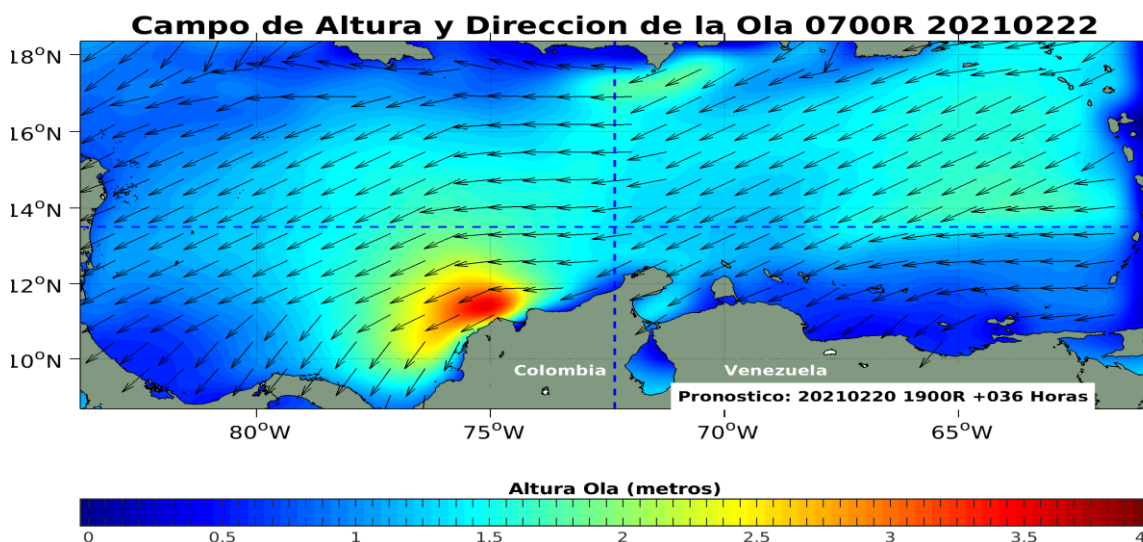 Campo de Altura y Direccion de la Ola 0700R 20210222
18°N
16°N
14°N
12°N
10°N
Colombia
Venezuela
Pronostico: 20210220 1900R +036 Horas
80°W
75°W
70°W
65°W
Altura Ola (metros)
0 0.5 1 1.5 2 2.5 3 3.5 4